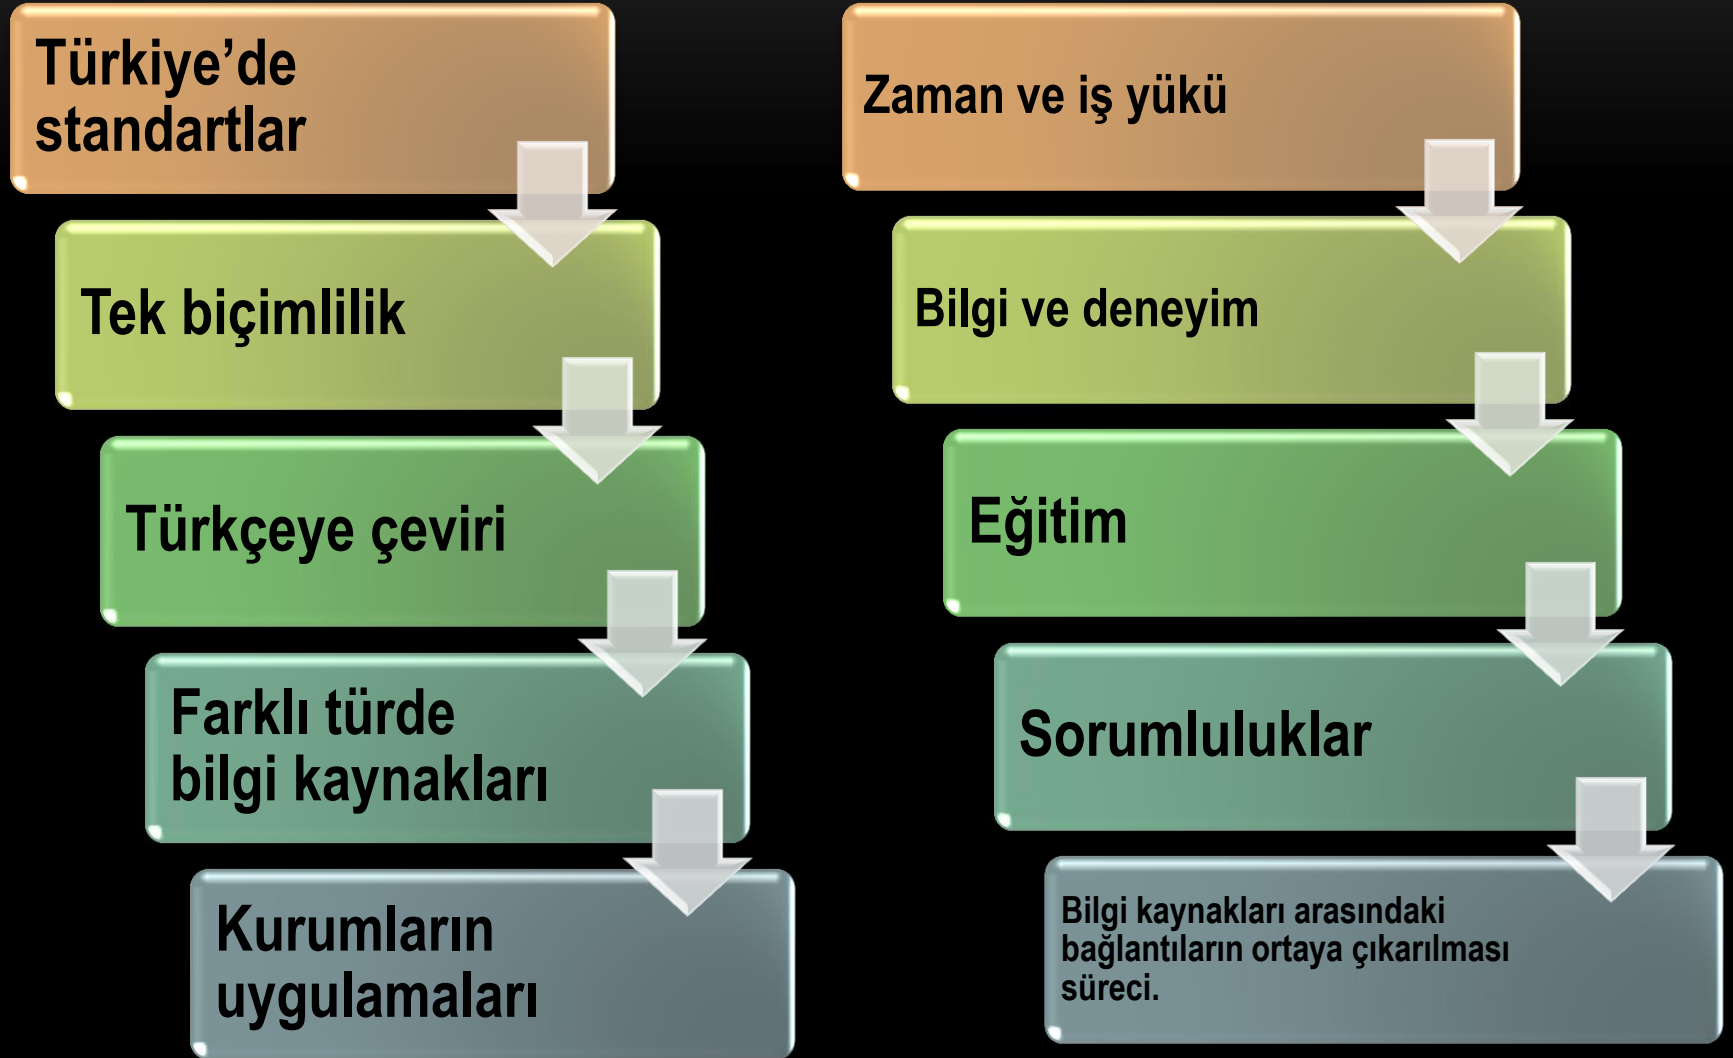 Türkiye’de
standartlar
Tek biçimlilik
Türkçeye çeviri
Farklı türde
bilgi kaynakları
Kurumların
uygulamaları
Zaman ve iş yükü
Bilgi ve deneyim
Eğitim
Sorumluluklar
Bilgi kaynakları arasındaki
bağlantıların ortaya çıkarılması
süreci.